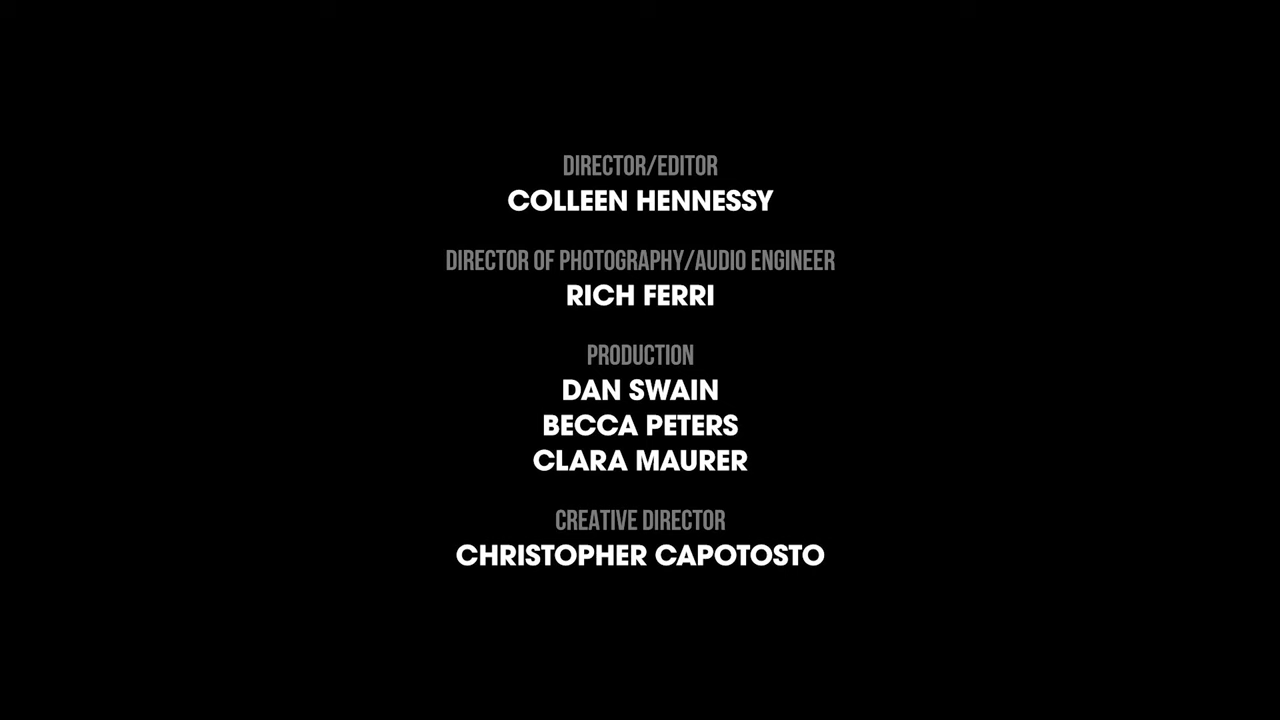 DIRECTOR/EDITOR
COLLEEN HENNESSY
DIRECTOR OF PHOTOGRAPHY/AUDIO ENGINEER
RICH FERRI
PRODUCTION
DAN SWAIN
BECCA PETERS
CLARA MAURER
CREATIVE DIRECTOR
CHRISTOPHER CAPOTOSTO